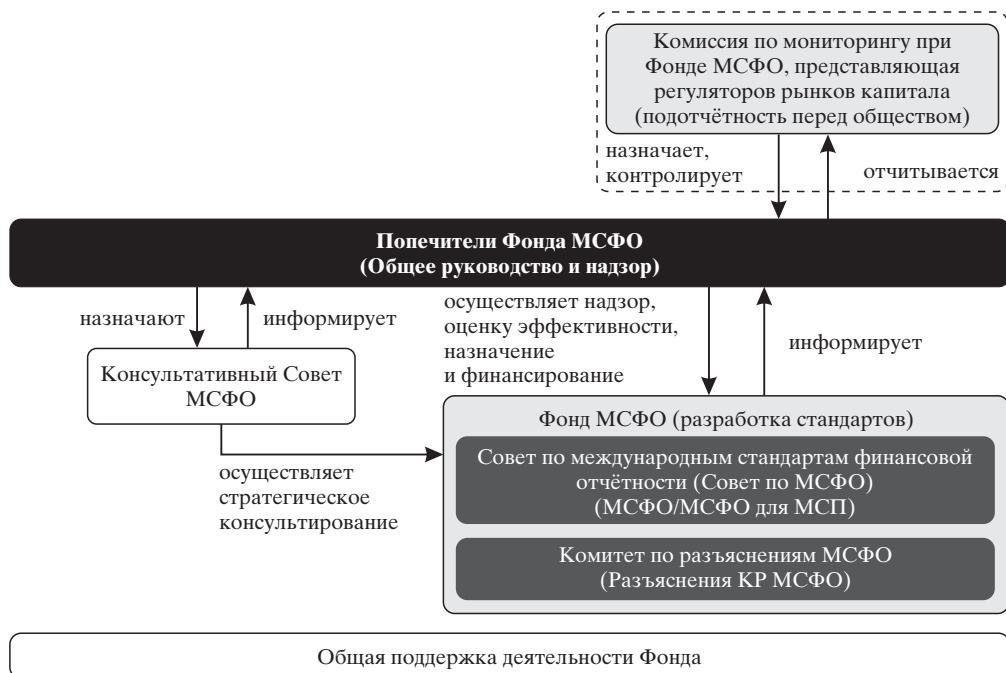 Комиссия по мониторингу при
Фонде МСФО, представляющая
регуляторов рынков капитала
(подотчётность перед обществом)
назначает,
контролирует
отчитывается
Попечители Фонда МСФО
(Общее руководство и надзор)
назначают
информирует
осуществляет надзор,
оценку эффективности,
назначение
и финансирование
информирует
Консультативный Совет
МСФО
осуществляет
стратегическое
консультирование
Фонд МСФО (разработка стандартов)
Совет по международным стандартам финансовой
отчётности (Совет по МСФО)
(МСФО/МСФО для МСП)
Комитет по разъяснениям МСФО
(Разъяснения КР МСФО)
Общая поддержка деятельности Фонда